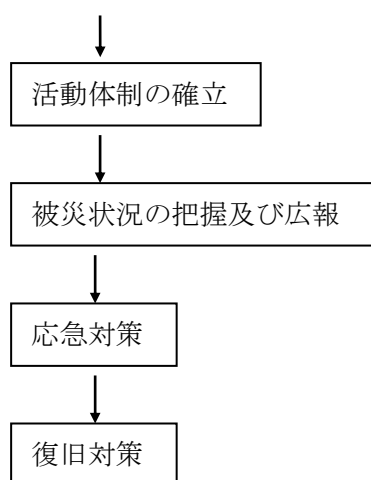 活動体制の確立
被災状況の把握及び広報
応急対策
復旧対策